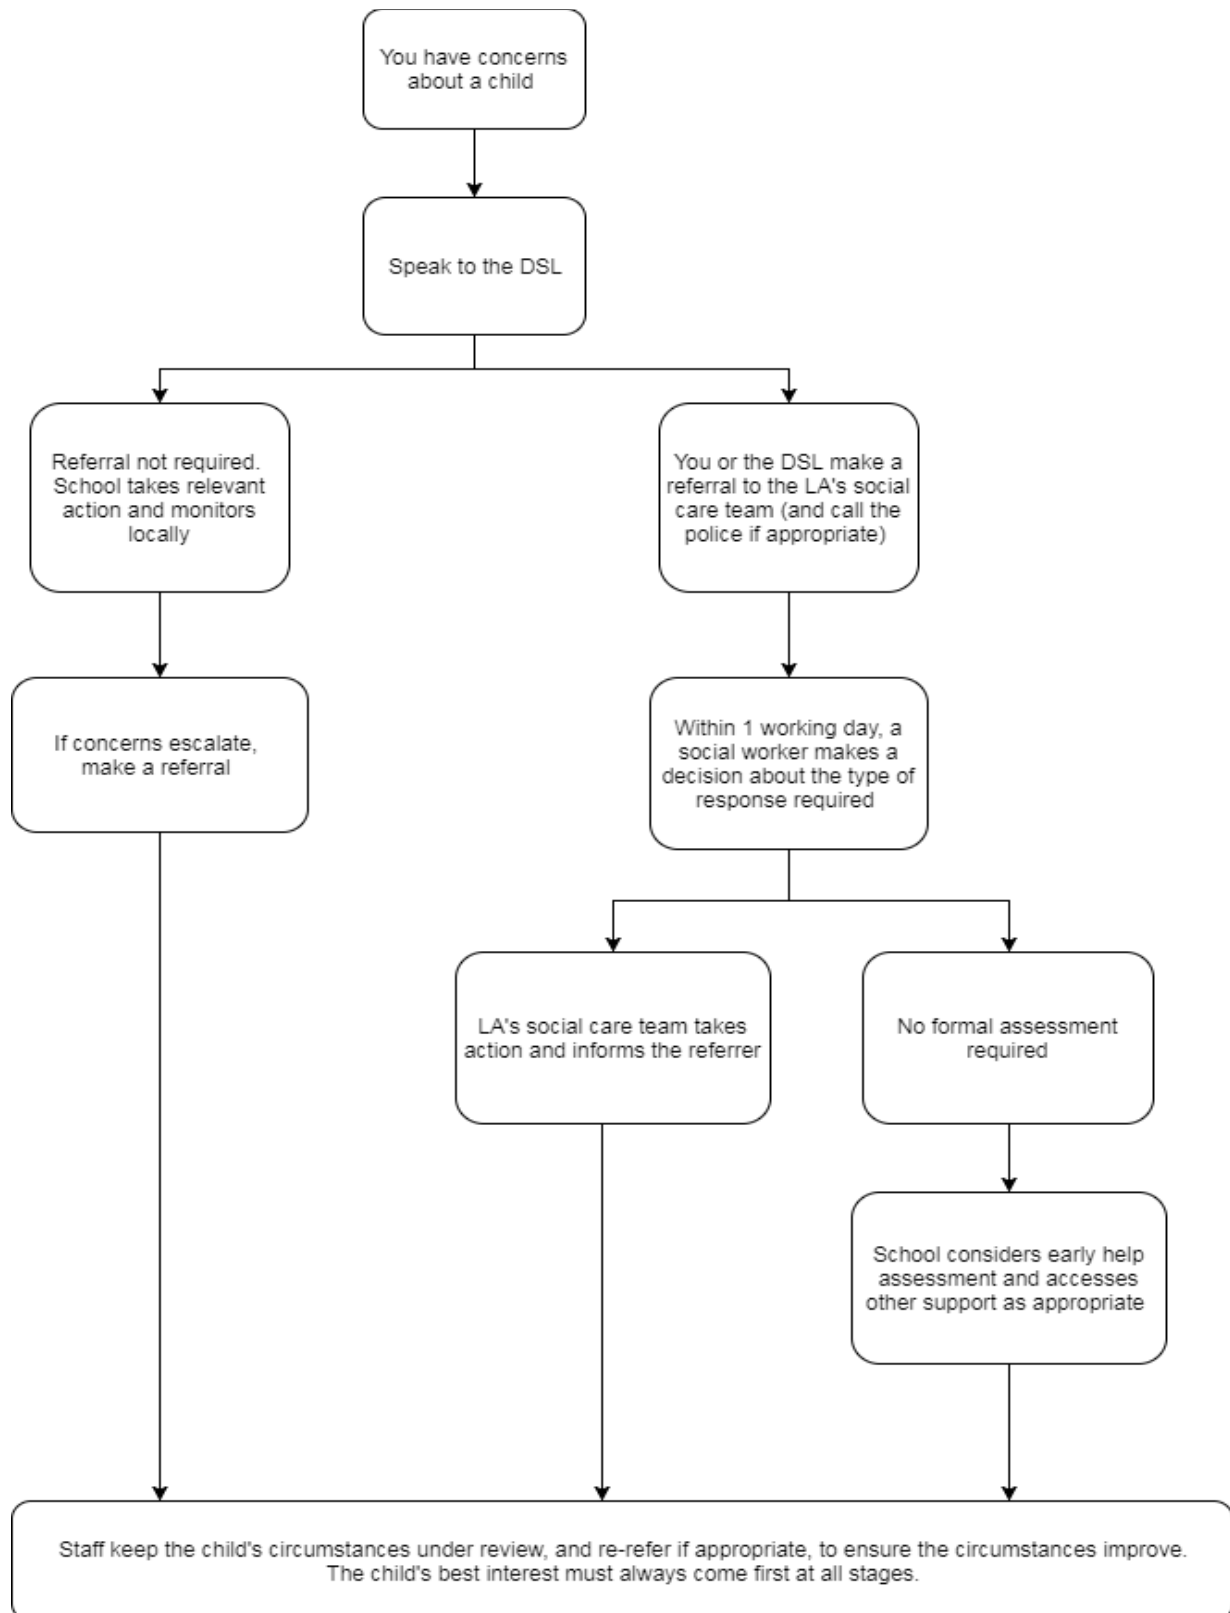 You have concerns
about a child
Speak to the DSL
Referral not required.
School takes relevant
action and monitors
locally
You or the DSL make a
referral to the LA's social
care team (and call the
police if appropriate)
If concerns escalate,
make a referral
Within 1 working day, a
social worker makes a
decision about the type of
response required
LA's social care team takes
action and informs the referrer
No formal assessment
required
School considers early help
assessment and accesses
other support as appropriate
Staff keep the child's circumstances under review, and re-refer if appropriate, to ensure the circumstances improve.
The child's best interest must always come first at all stages.